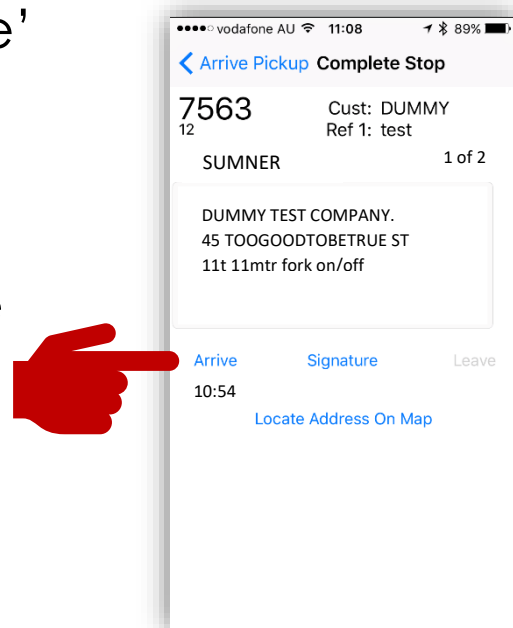 e'
vodafone AU 11:08 89%
Arrive Pickup Complete Stop
7563 Cust: DUMMY
12 Ref 1: test
SUMNER 1 of 2
DUMMY TEST COMPANY.
45 TOOGOODTOBETRUE ST
11t 11mtr fork on/off
Arrive Signature Leave
10:54
Locate Address On Map